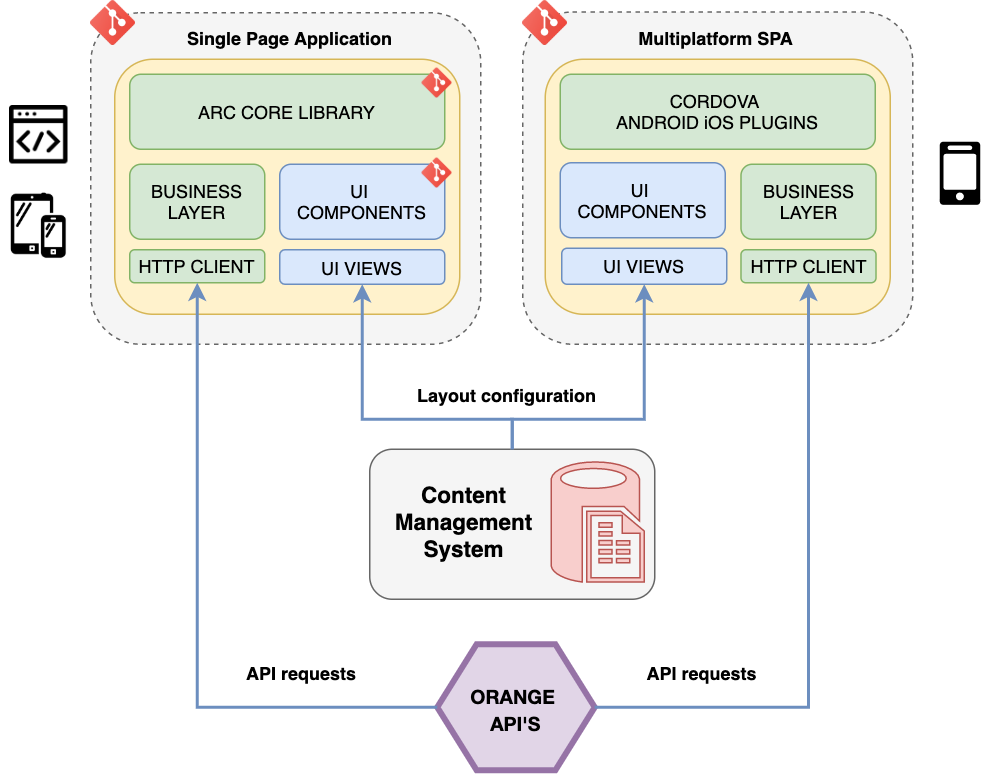 Single Page Application
ARC CORE LIBRARY
BUSINESS
LAYER
UI
COMPONENTS
HTTP CLIENT
UI VIEWS
Multiplatform SPA
CORDOVA
ANDROID iOS PLUGINS
UI
COMPONENTS
BUSINESS
LAYER
UI VIEWS
HTTP CLIENT
Layout configuration
Content
Management
System
API requests
API requests
ORANGE
API'S